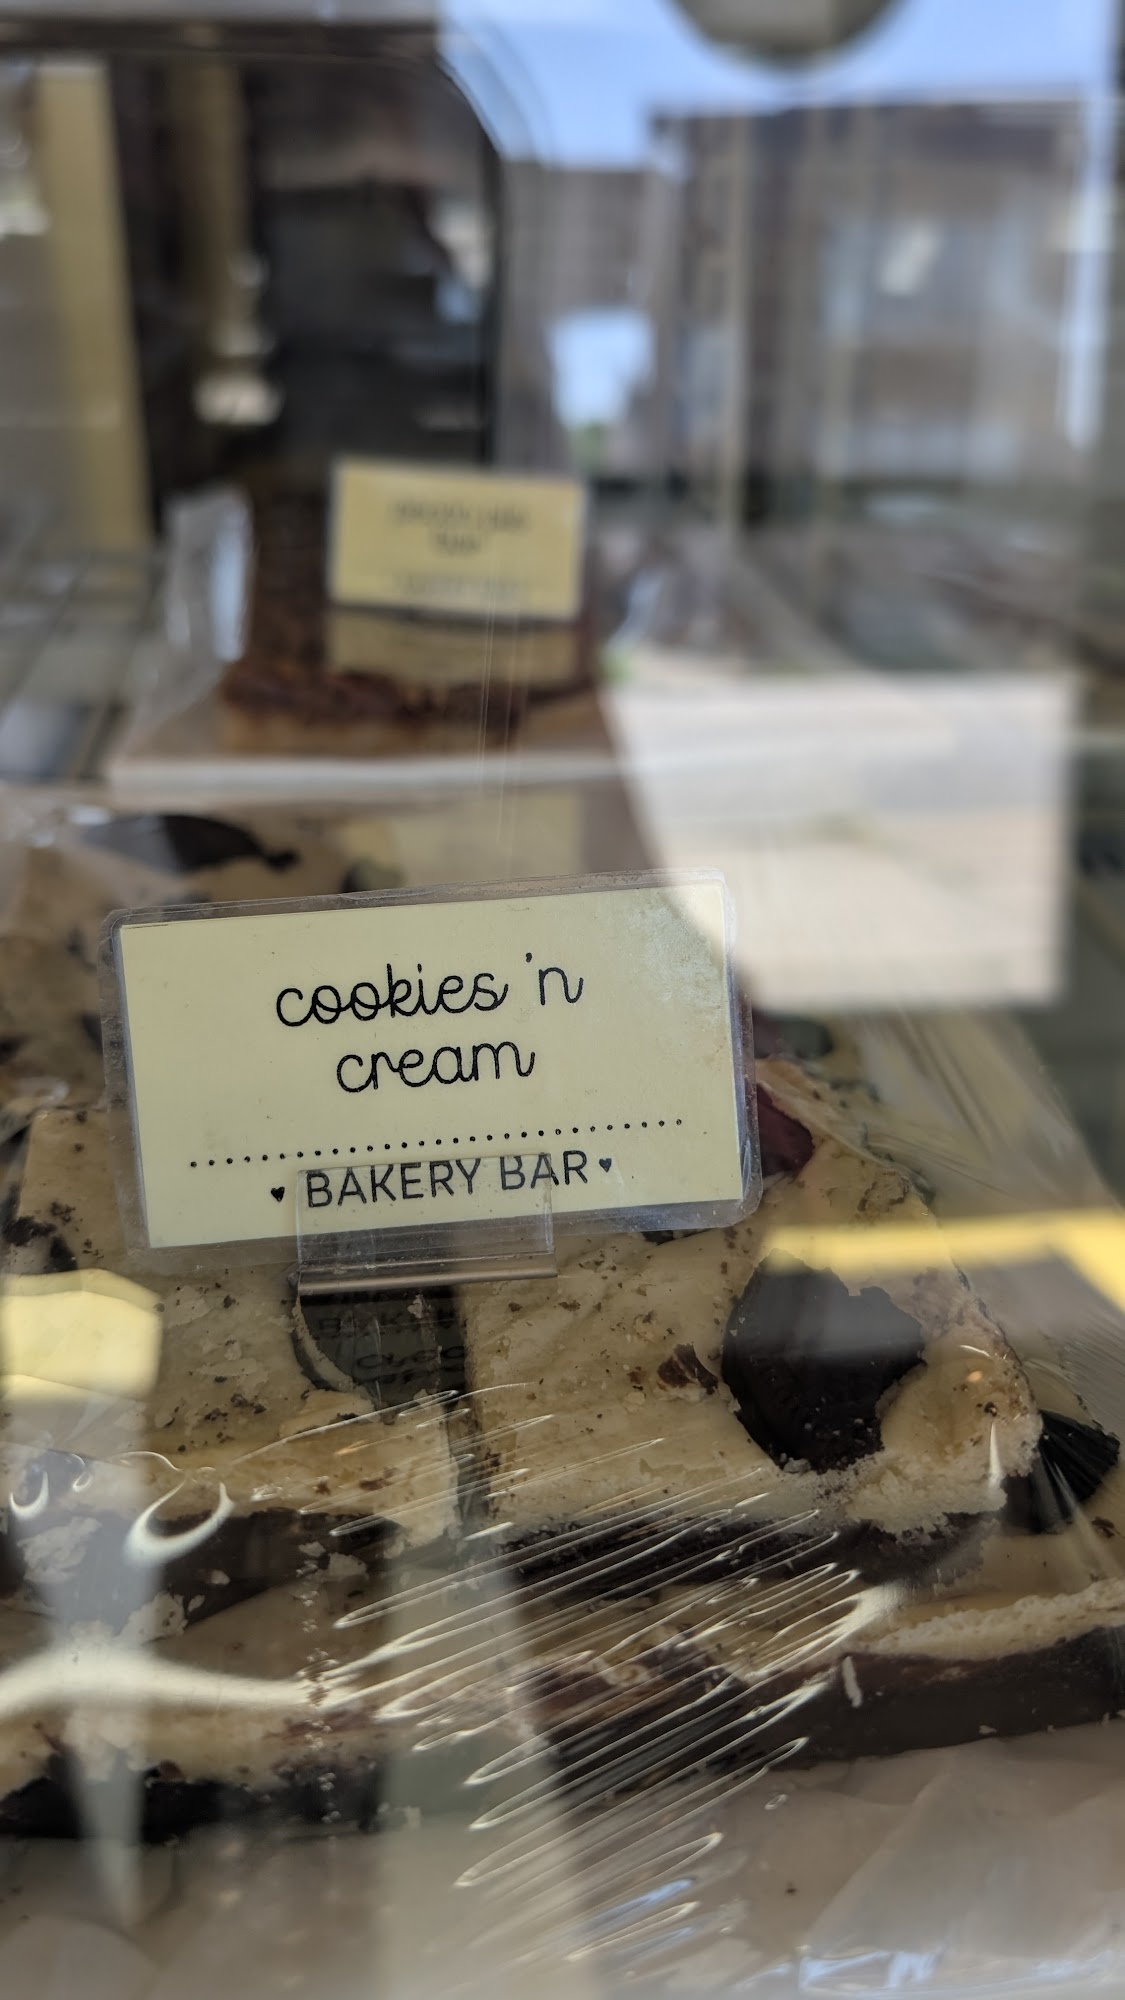 cookies 'n
cream
♥ BAKERY BAR ♥